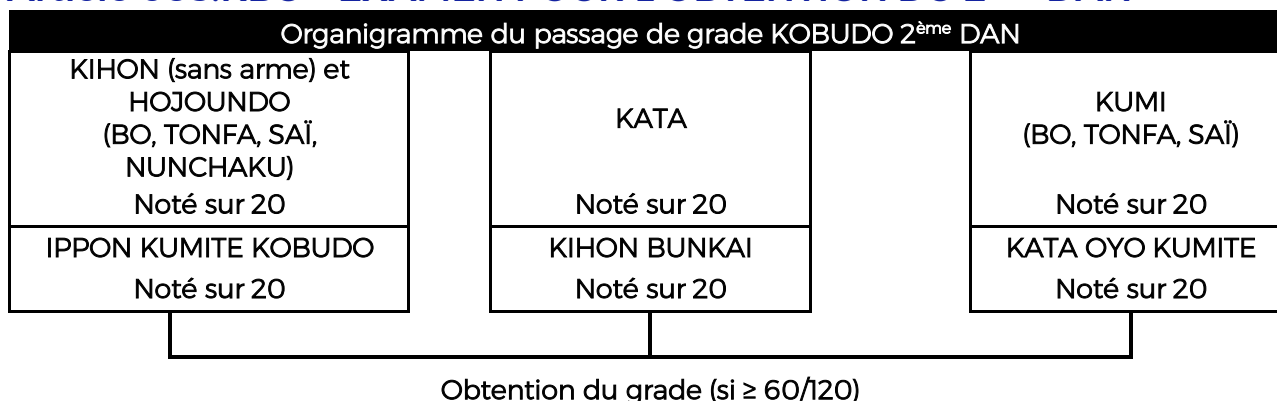 Organigramme du passage de grade KOBUDO 2ème DAN
KIHON (sans arme) et
HOJOUNDO
(BO, TONFA, SAÏ,
NUNCHAKU)
Noté sur 20
IPPON KUMITE KOBUDO
Noté sur 20
KATA
Noté sur 20
KIHON BUNKAI
Noté sur 20
KUMI
(BO, TONFA, SAÏ)
Noté sur 20
KATA OYO KUMITE
Noté sur 20
Obtention du grade (si ≥ 60/120)